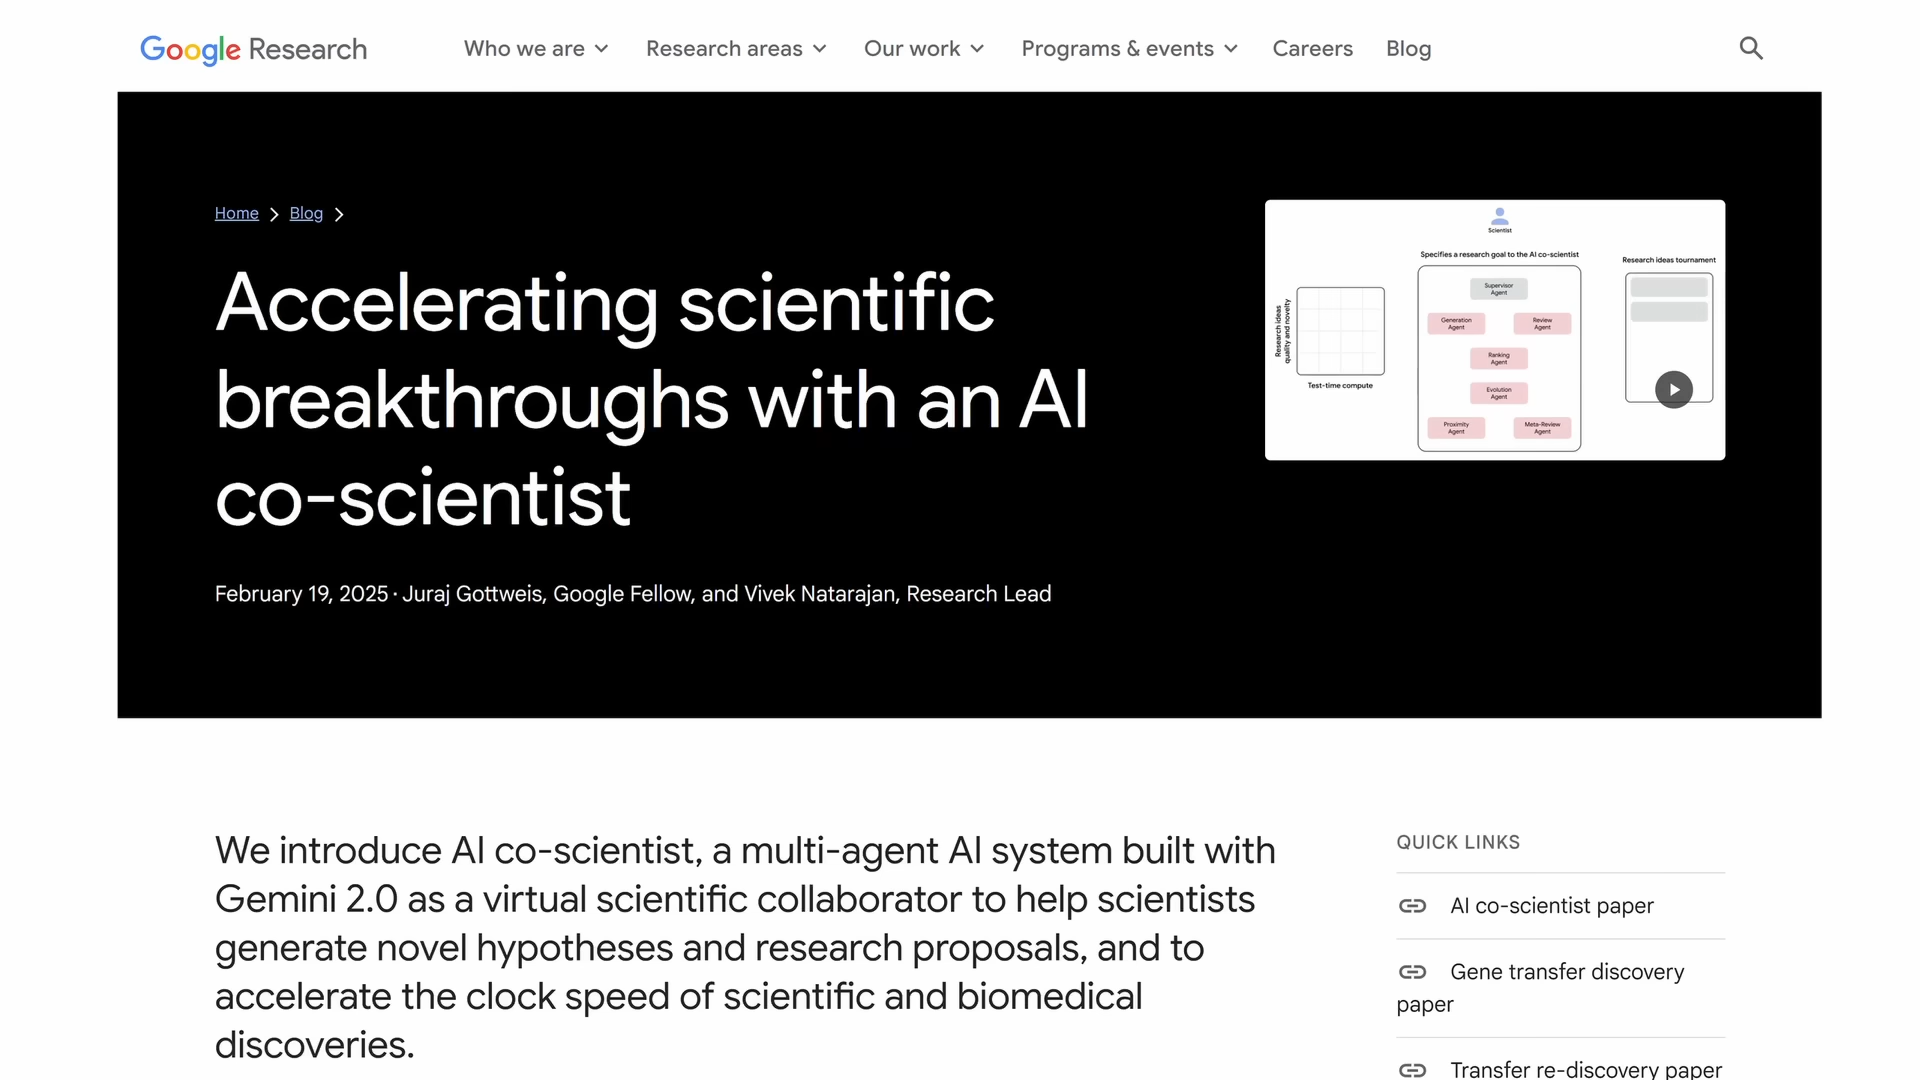 Google Research
Who we are
Research areas
Our work
Programs & events
Careers
Blog
Home
Blog
Accelerating scientific
breakthroughs with an AI
co-scientist
February 19, 2025 · Juraj Gottweis, Google Fellow, and Vivek Natarajan, Research Lead
Scientist
Specifies a research goal to the AI co-scientist
Research ideas
quality and novelty
Test-time compute
Supervisor
Agent
Generation
Agent
Review
Agent
Ranking
Agent
Evolution
Agent
Proximity
Agent
Meta-Review
Agent
Research ideas tournament
We introduce AI co-scientist, a multi-agent AI system built with
Gemini 2.0 as a virtual scientific collaborator to help scientists
generate novel hypotheses and research proposals, and to
accelerate the clock speed of scientific and biomedical
discoveries.
QUICK LINKS
AI co-scientist paper
Gene transfer discovery
paper
Transfer re-discovery paper